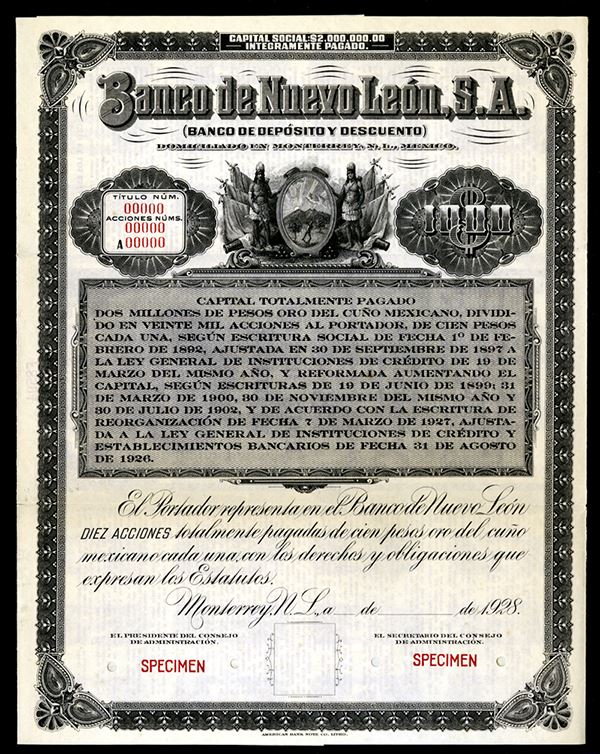 CAPITAL SOCIAL: $2.000,000.00
INTEGRAMENTE PAGADO.
Banco de Nuevo León, S.A.
(BANCO DE DEPÓSITO Y DESCUENTO)
DOMICILIADO EN MONTERREY, N. L., MEXICO,
TÍTULO NÚM.
00000
ACCIONES NÚMS.
00000
A 00000
$1000
CAPITAL TOTALMENTE PAGADO
DOS MILLONES DE PESOS ORO DEL CUÑO MEXICANO, DIVIDI-
DO EN VEINTE MIL ACCIONES AL PORTADOR, DE CIEN PESOS
CADA UNA, SEGÚN ESCRITURA SOCIAL DE FECHA 1º DE FE-
BRERO DE 1892, AJUSTADA EN 30 DE SEPTIEMBRE DE 1897 A
LA LEY GENERAL DE INSTITUCIONES DE CRÉDITO DE 19 DE
MARZO DEL MISMO AÑO, Y REFORMADA AUMENTANDO EL
CAPITAL, SEGÚN ESCRITURAS DE 19 DE JUNIO DE 1899; 31
DE MARZO DE 1900, 30 DE NOVIEMBRE DEL MISMO AÑO Y
30 DE JULIO DE 1902, Y DE ACUERDO CON LA ESCRITURA DE
REORGANIZACIÓN DE FECHA 7 DE MARZO DE 1927, AJUSTA-
DA A LA LEY GENERAL DE INSTITUCIONES DE CRÉDITO Y
ESTABLECIMIENTOS BANCARIOS DE FECHA 31 DE AGOSTO
DE 1926.
El Portador representa en el Banco de Nuevo León
DIEZ ACCIONES totalmente pagadas de cien pesos oro del cuño
mexicano cada una, con los derechos y obligaciones que
expresan los Estatutos.
Monterrey, N. L., a de de 1928.
EL PRESIDENTE DEL CONSEJO
DE ADMINISTRACIÓN.
SPECIMEN
EL SECRETARIO DEL CONSEJO
DE ADMINISTRACIÓN.
SPECIMEN
AMERICAN BANK NOTE CO. LITHO.